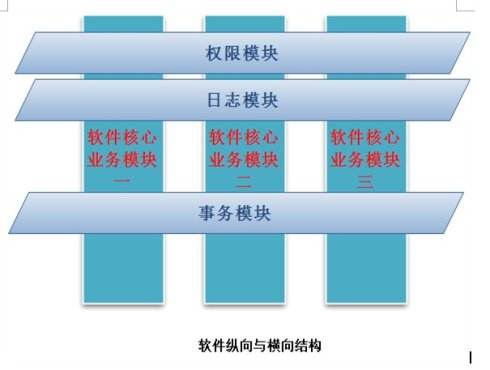 权限模块
日志模块
软件核心 软件核心 软件核心
业务模块 业务模块 业务模块
一 二 三
事务模块
软件纵向与横向结构